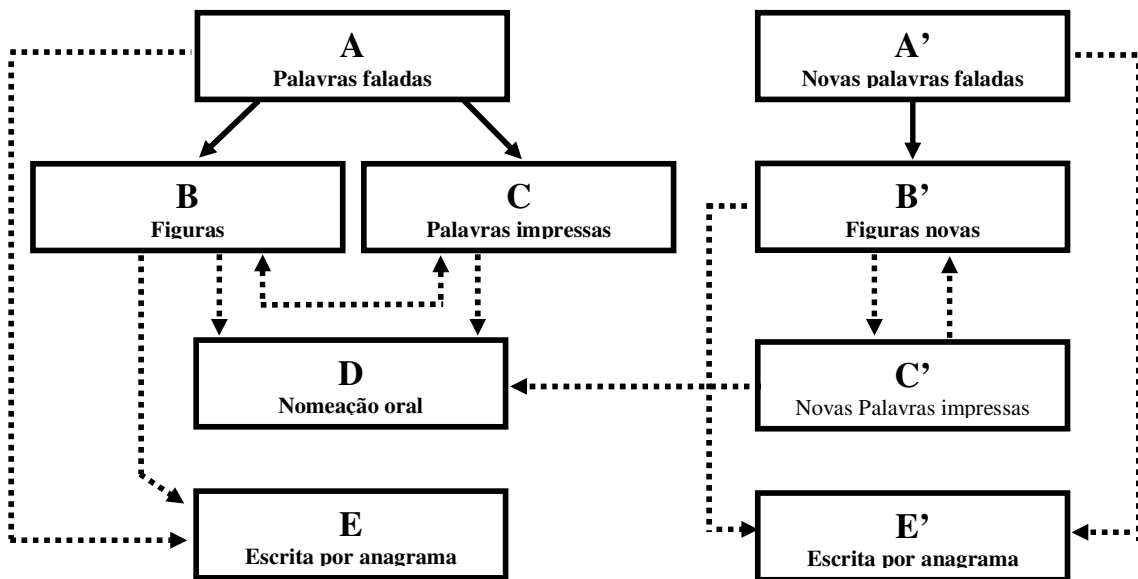 A
Palavras faladas
A’
Novas palavras faladas
B
Figuras
C
Palavras impressas
B’
Figuras novas
D
Nomeação oral
C’
Novas Palavras impressas
E
Escrita por anagrama
E’
Escrita por anagrama